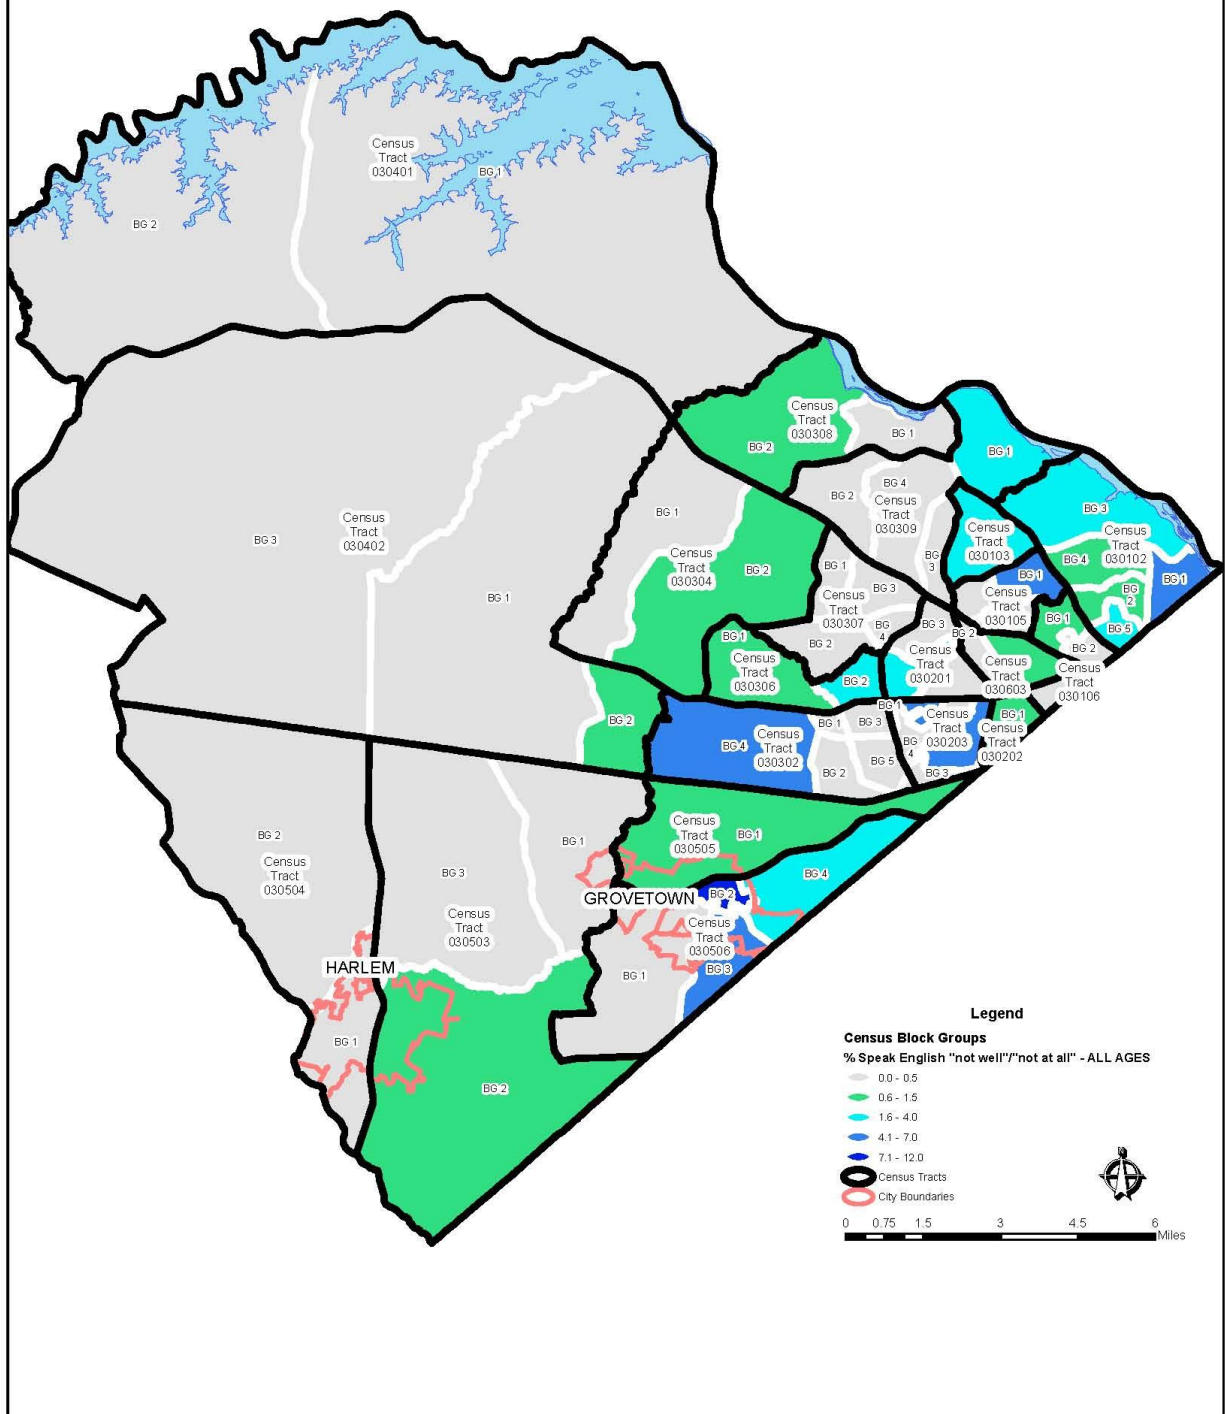 Census
Tract
030401
BG 1
BG 2
Census
Tract
030308
BG 1
BG 2
BG 1
BG 4
BG 2
Census
Tract
030309
BG
3
BG 3
Census
Tract
030102
BG 4
BG 1
BG
2
BG 5
Census
Tract
030103
BG 1
Census
Tract
030105
BG 1
BG 2
Census
Tract
030106
BG 1
Census
Tract
030304
BG 2
Census
Tract
030402
BG 3
BG 1
BG 2
BG 1
BG 3
Census
Tract
030307
BG
4
BG 2
BG 3
BG 2
Census
Tract
030201
Census
Tract
030603
BG 1
Census
Tract
030306
BG 2
BG 1
BG 1
Census
Tract
030202
BG 4
Census
Tract
030302
BG 1
BG 3
BG 2
BG 5
Census
Tract
030203
BG
4
BG 3
BG 2
Census
Tract
030504
BG 1
BG 3
Census
Tract
030503
BG 1
BG 2
Census
Tract
030505
BG 1
GROVETOWN
BG 2
BG 4
Census
Tract
030506
BG 1
BG 3
HARLEM
Legend
Census Block Groups
% Speak English "not well"/"not at all" - ALL AGES
0.0 - 0.5
0.6 - 1.5
1.6 - 4.0
4.1 - 7.0
7.1 - 12.0
Census Tracts
City Boundaries
0 0.75 1.5 3 4.5 6
Miles